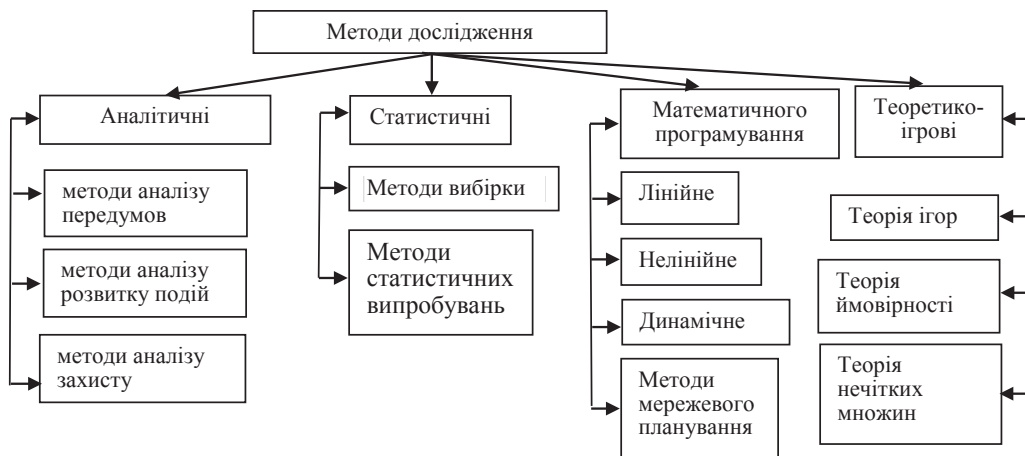 Методи дослідження
Аналітичні
методи аналізу
передумов
методи аналізу
розвитку подій
методи аналізу
захисту
Статистичні
Методи вибірки
Методи
статистичних
випробувань
Математичного
програмування
Лінійне
Нелінійне
Динамічне
Методи
мережевого
планування
Теоретико-
ігрові
Теорія ігор
Теорія
ймовірності
Теорія
нечітких
множин